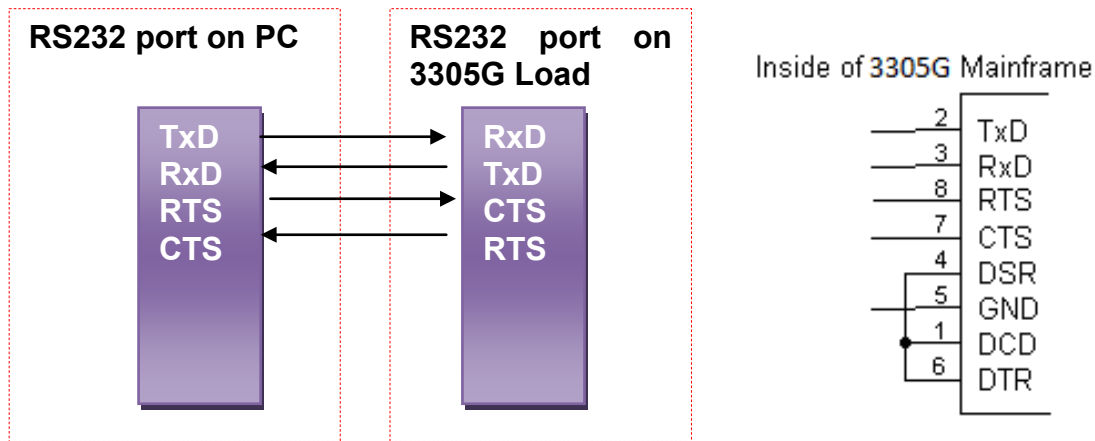 RS232 port on PC
RS232 port on
3305G Load
TxD
RxD
RTS
CTS
RxD
TxD
CTS
RTS
Inside of 3305G Mainframe
2 TxD
3 RxD
8 RTS
7 CTS
4 DSR
5 GND
1 DCD
6 DTR